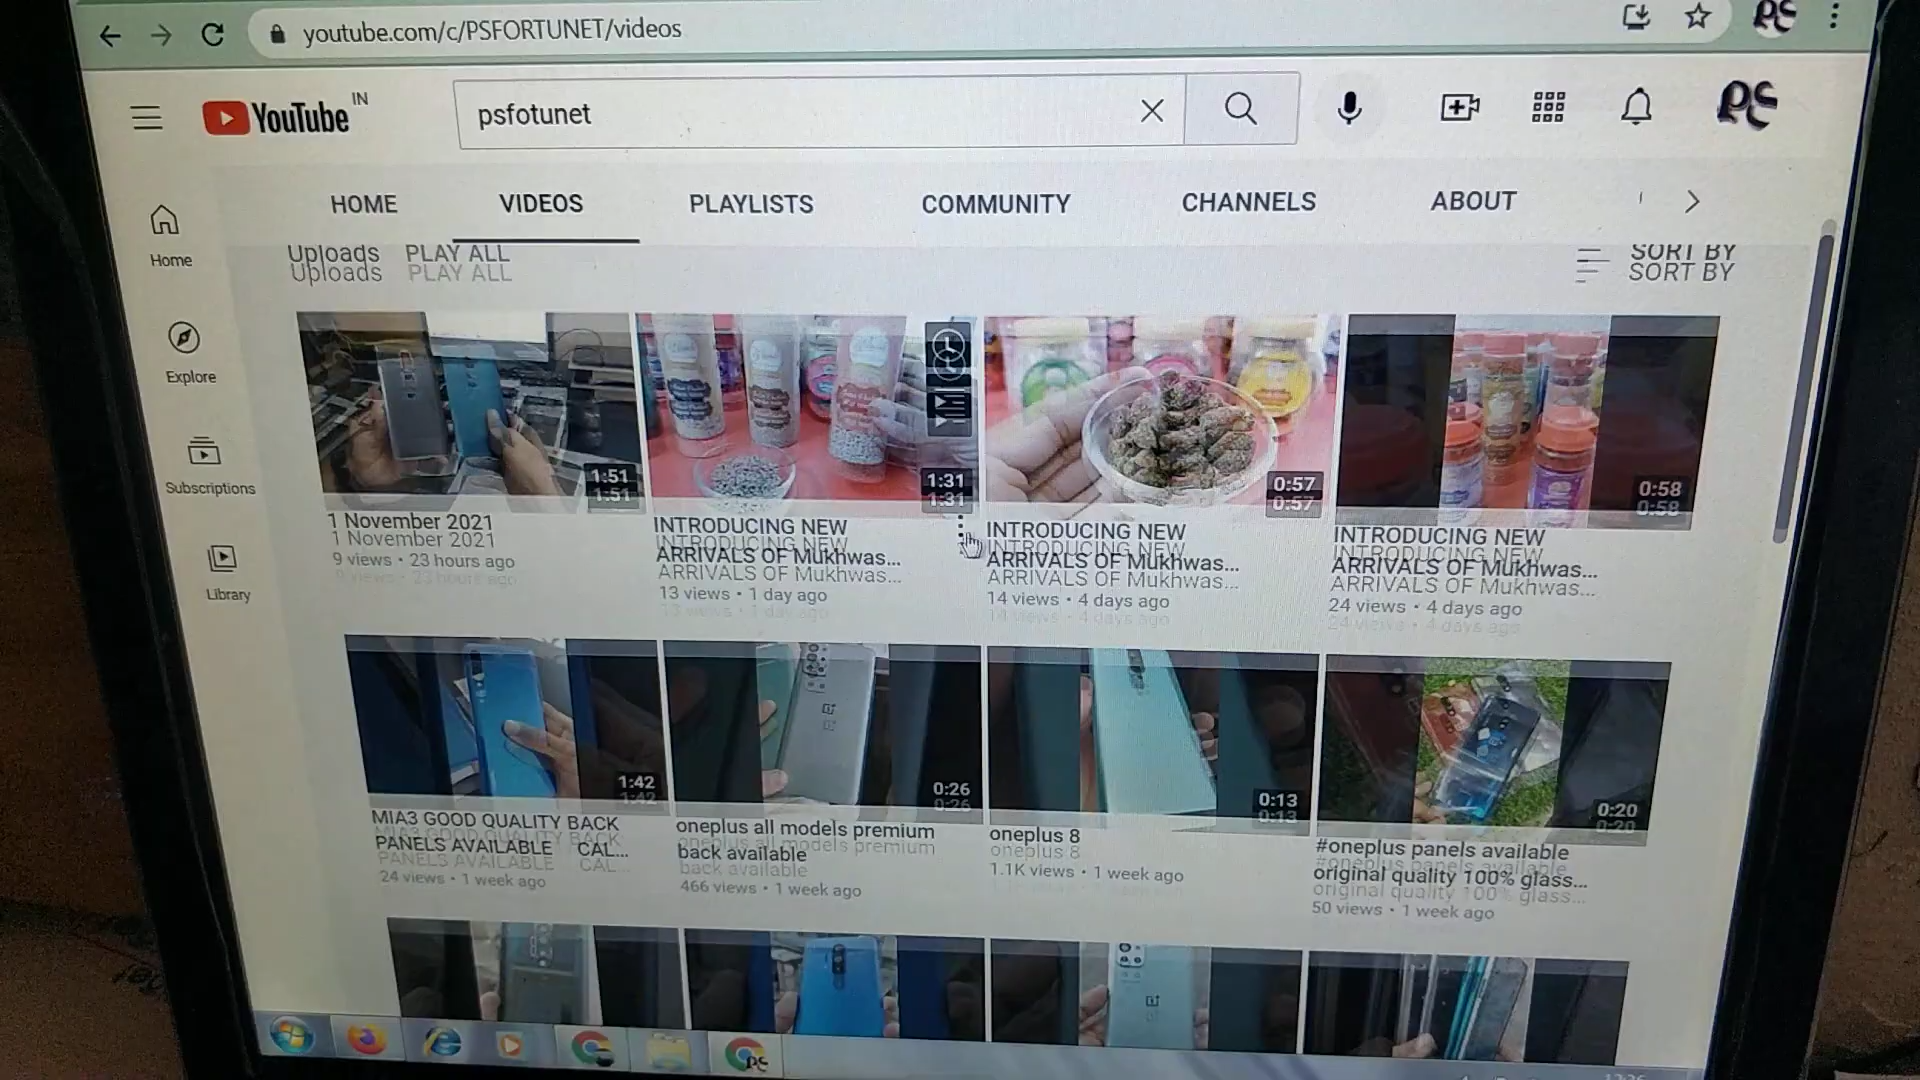 youtube.com/c/PSFORTUNET/videos
PS
YouTube IN
psfotunet
PS
HOME VIDEOS PLAYLISTS COMMUNITY CHANNELS ABOUT
Home
Explore
Subscriptions
Library
Uploads PLAY ALL
SORT BY
1:51
1:31
0:57
0:58
1 November 2021
9 views • 23 hours ago
INTRODUCING NEW
ARRIVALS OF Mukhwas...
13 views • 1 day ago
INTRODUCING NEW
ARRIVALS OF Mukhwas...
14 views • 4 days ago
INTRODUCING NEW
ARRIVALS OF Mukhwas...
24 views • 4 days ago
1:42
0:26
0:13
0:20
MIA3 GOOD QUALITY BACK
PANELS AVAILABLE CAL...
24 views • 1 week ago
oneplus all models premium
back available
466 views • 1 week ago
oneplus 8
1.1K views • 1 week ago
#oneplus panels available
original quality 100% glass...
50 views • 1 week ago
PS